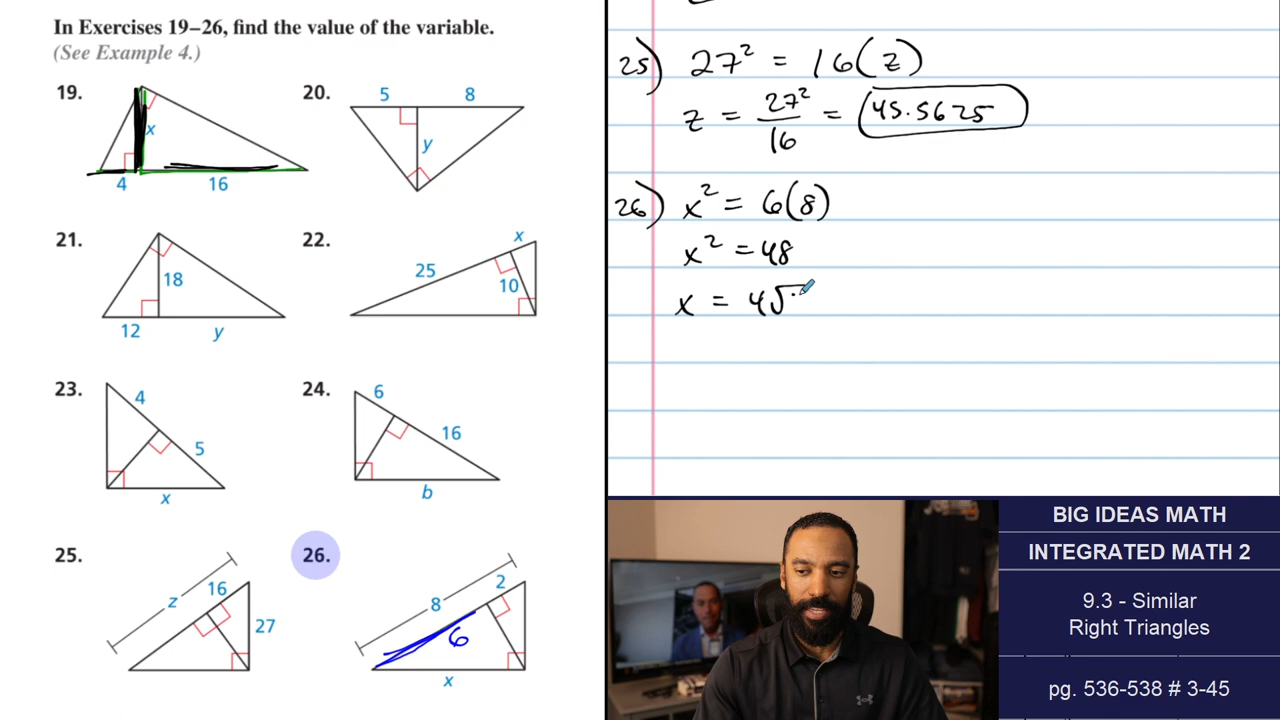 In Exercises 19–26, find the value of the variable.
(See Example 4.)
19.
x
4
16
20.
5
8
y
21.
18
12
y
22.
x
25
10
23.
4
5
x
24.
6
16
b
25.
z
16
27
26.
8
2
6
x
25) 27² = 16(z)
z = 27²/16 = 45.5625
26) x² = 6(8)
x² = 48
x = 4√
BIG IDEAS MATH
INTEGRATED MATH 2
9.3 - Similar
Right Triangles
pg. 536-538 # 3-45